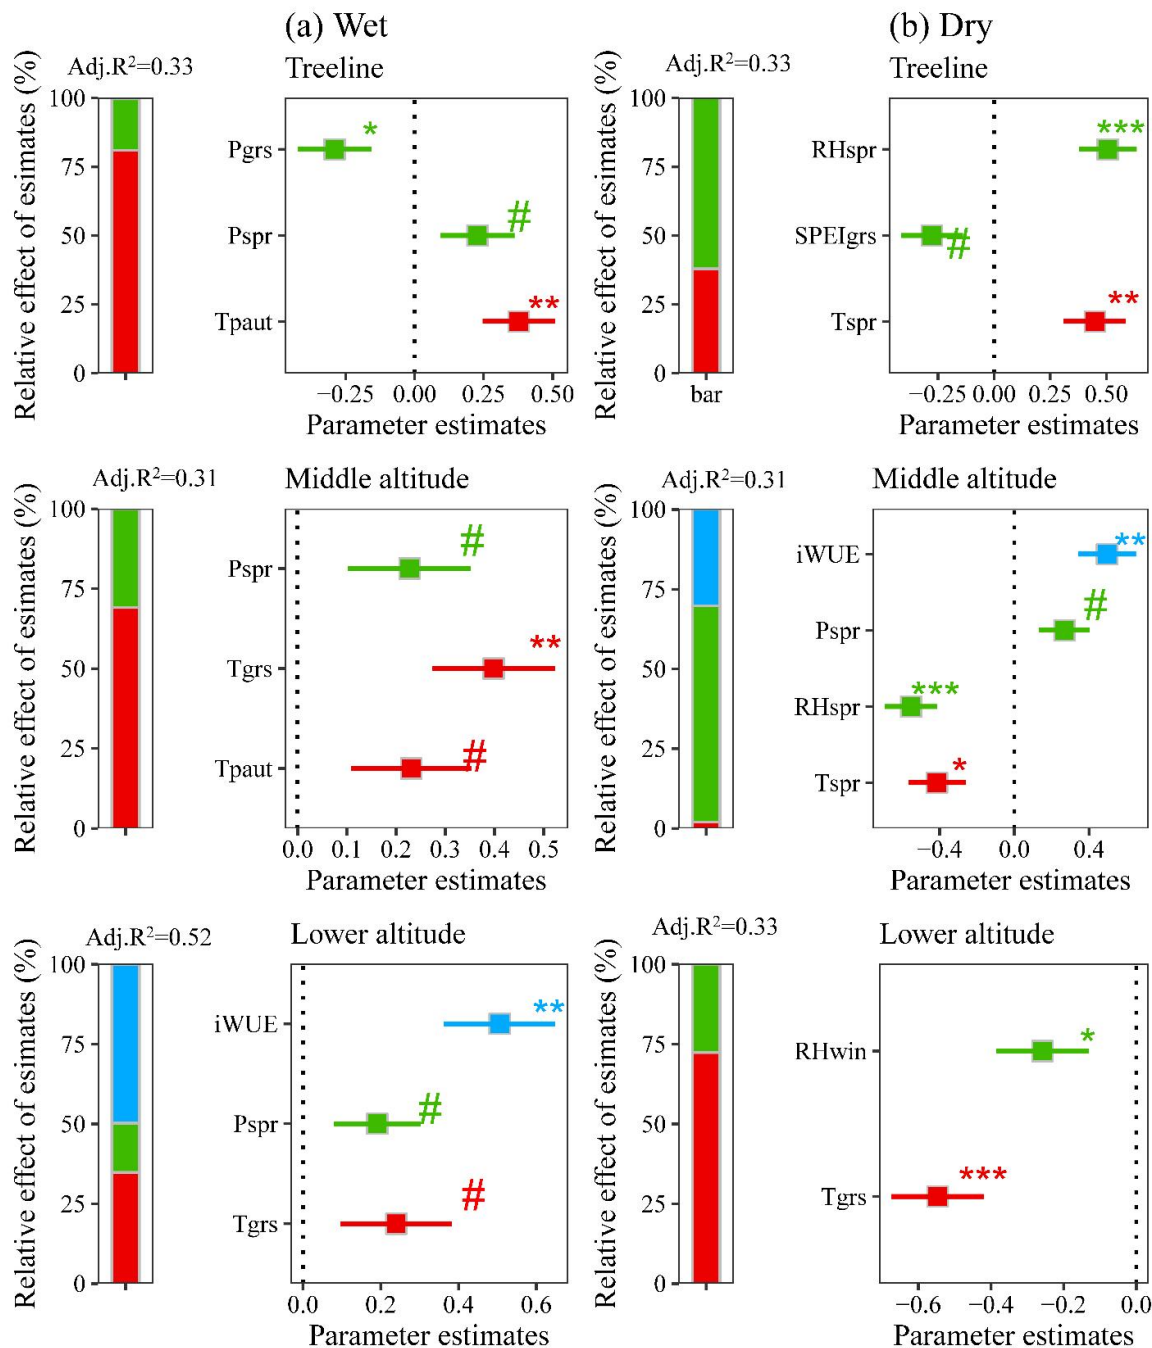 (a) Wet
(b) Dry
Adj.R²=0.33
Treeline
Relative effect of esimates (%)
100
75
50
25
0
Pgrs
Pspr
Tpaut
*
#
**
−0.25
0.00
0.25
0.50
Parameter estimates
Adj.R²=0.33
Treeline
Relative effect of esimates (%)
100
75
50
25
0
bar
RHspr
SPEIgrs
Tspr
***
#
**
−0.25
0.00
0.25
0.50
Parameter estimates
Adj.R²=0.31
Middle altitude
Relative effect of esimates (%)
100
75
50
25
0
Pspr
Tgrs
Tpaut
#
**
#
0.0
0.1
0.2
0.3
0.4
0.5
Parameter estimates
Adj.R²=0.31
Middle altitude
Relative effect of esimates (%)
100
75
50
25
0
iWUE
Pspr
RHspr
Tspr
**
#
***
*
−0.4
0.0
0.4
Parameter estimates
Adj.R²=0.52
Lower altitude
Relative effect of esimates (%)
100
75
50
25
0
iWUE
Pspr
Tgrs
**
#
#
0.0
0.2
0.4
0.6
Parameter estimates
Adj.R²=0.33
Lower altitude
Relative effect of esimates (%)
100
75
50
25
0
RHwin
Tgrs
*
***
−0.6
−0.4
−0.2
0.0
Parameter estimates